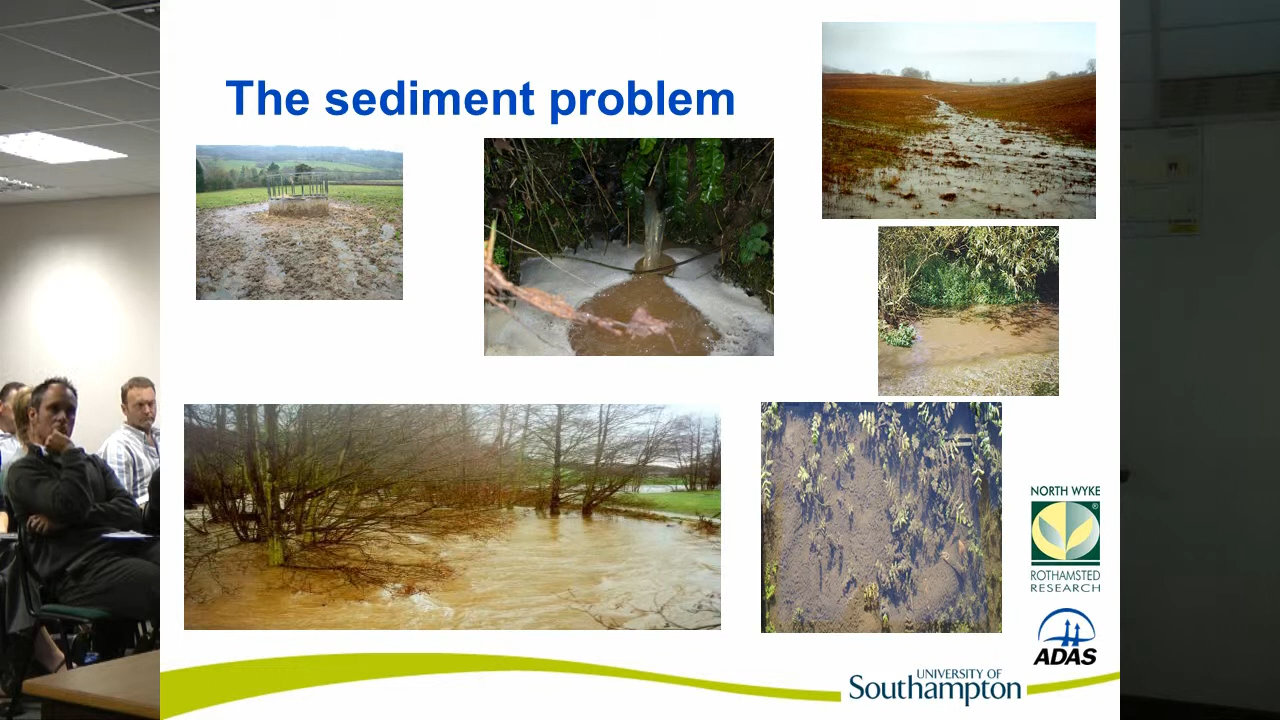 The sediment problem
NORTH WYKE
®
ROTHAMSTED
RESEARCH
ADAS
UNIVERSITY OF
Southampton